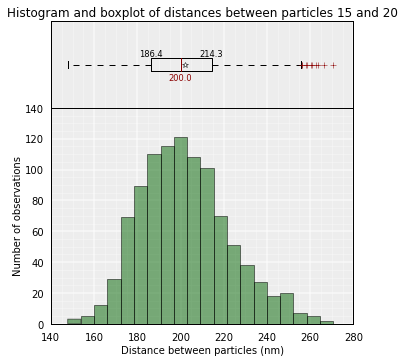 Histogram and boxplot of distances between particles 15 and 20
186.4 214.3
200.0
140
120
100
80
60
40
20
0
Number of observations
140 160 180 200 220 240 260 280
Distance between particles (nm)